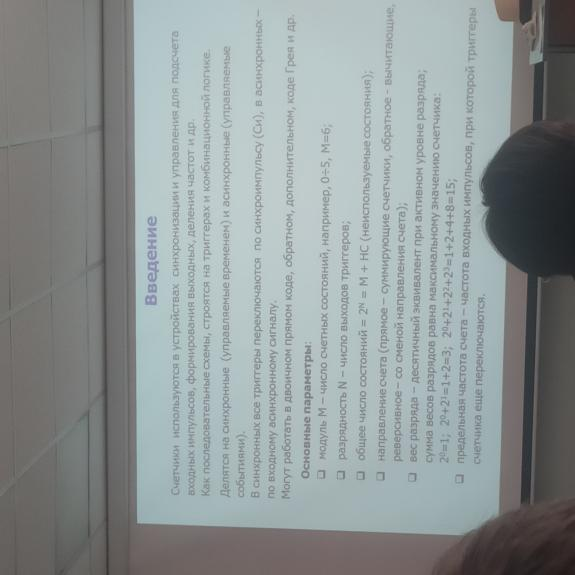 Введение
Счетчики используются в устройствах синхронизации и управления для подсчета
входных импульсов, формирования выходных, деления частот и др.
Как последовательные схемы, строятся на триггерах и комбинационной логике.
Делятся на синхронные (управляемые временем) и асинхронные (управляемые
событиями).
В синхронных все триггеры переключаются по синхроимпульсу (Си), в асинхронных –
по входному асинхронному сигналу.
Могут работать в двоичном прямом коде, обратном, дополнительном, коде Грея и др.
Основные параметры:
❑ модуль М – число счетных состояний, например, 0÷5, М=6;
❑ разрядность N – число выходов триггеров;
❑ общее число состояний = 2ᴺ = М + НС (неиспользуемые состояния);
❑ направление счета (прямое – суммирующие счетчики, обратное – вычитающие,
реверсивное – со сменой направления счета);
❑ вес разряда – десятичный эквивалент при активном уровне разряда;
сумма весов разрядов равна максимальному значению счетчика:
2⁰=1; 2⁰+2¹=1+2=3; 2⁰+2¹+2²+2³=1+2+4+8=15;
❑ предельная частота счета – частота входных импульсов, при которой триггеры
счетчика еще переключаются.